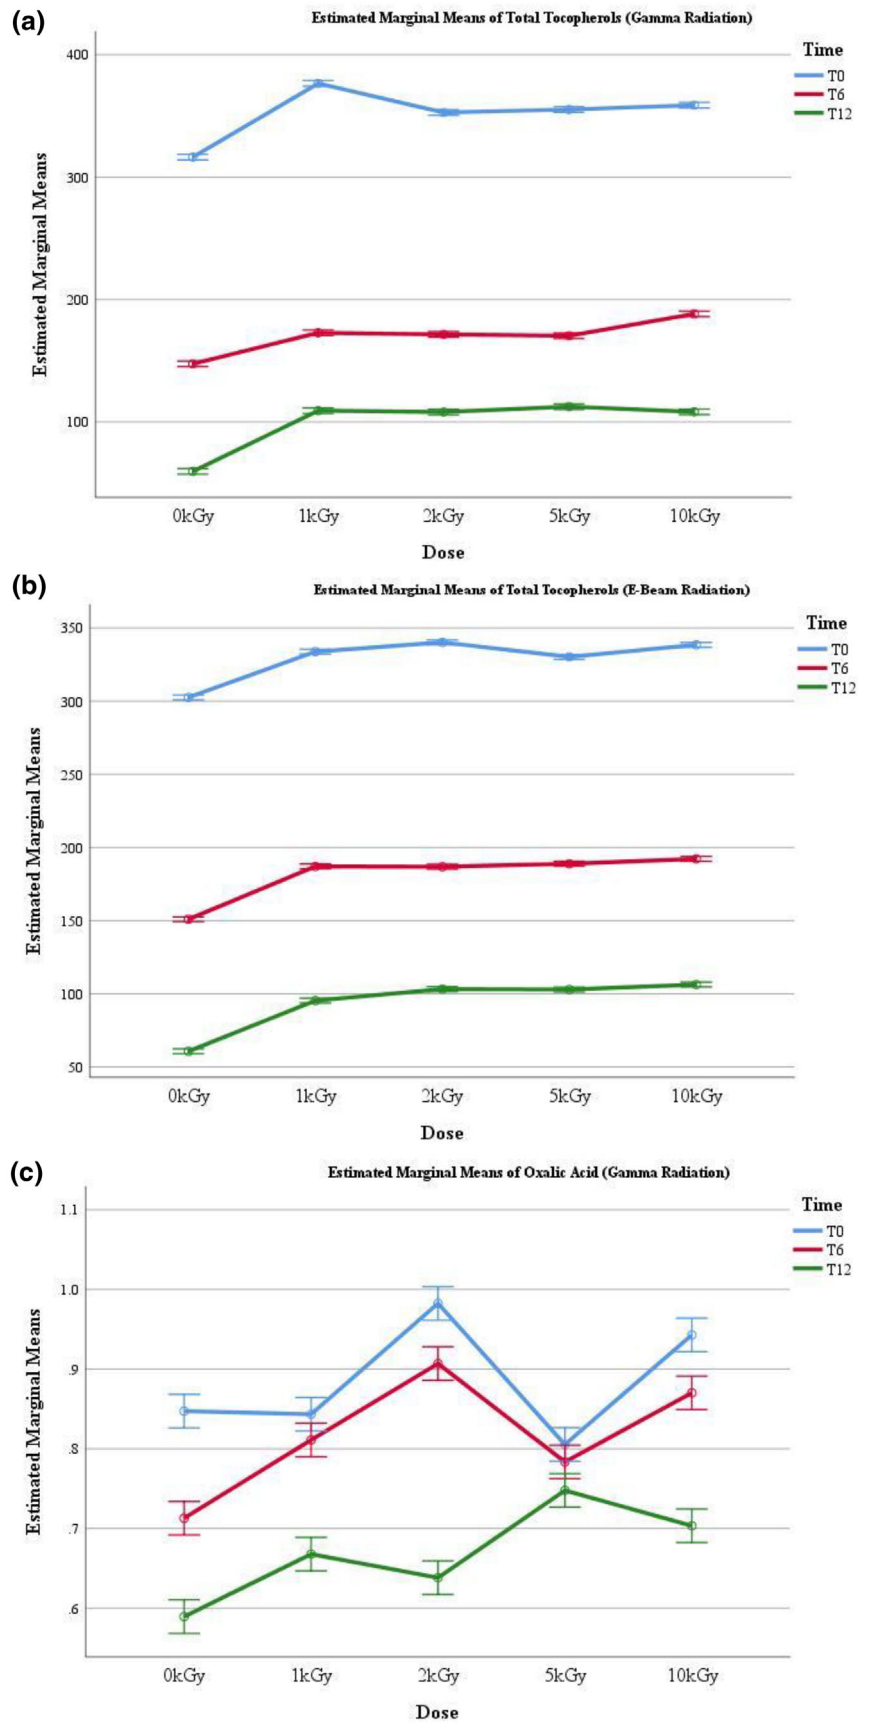 (a)
Estimated Marginal Means of Total Tocopherols (Gamma Radiation)
Time
T0
T6
T12
Estimated Marginal Means
400
300
200
100
0kGy 1kGy 2kGy 5kGy 10kGy
Dose
(b)
Estimated Marginal Means of Total Tocopherols (E-Beam Radiation)
Time
T0
T6
T12
Estimated Marginal Means
350
300
250
200
150
100
50
0kGy 1kGy 2kGy 5kGy 10kGy
Dose
(c)
Estimated Marginal Means of Oxalic Acid (Gamma Radiation)
Time
T0
T6
T12
Estimated Marginal Means
1.1
1.0
.9
.8
.7
.6
0kGy 1kGy 2kGy 5kGy 10kGy
Dose